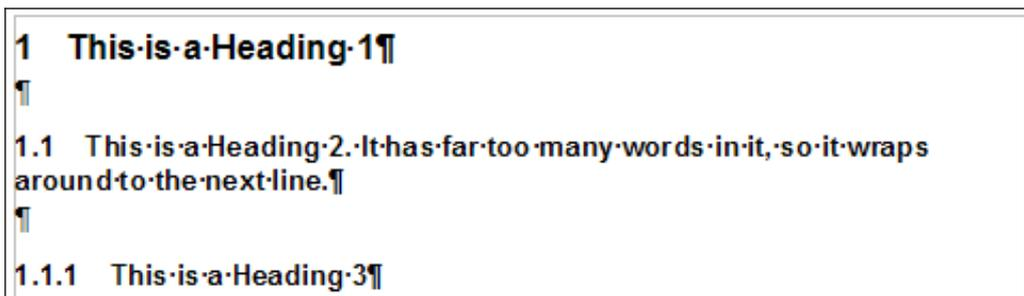 1 This·is·a·Heading·1¶
¶
1.1 This·is·a·Heading·2.·It·has·far·too·many·words·in·it,·so·it·wraps
around·to·the·next·line.¶
¶
1.1.1 This·is·a·Heading·3¶